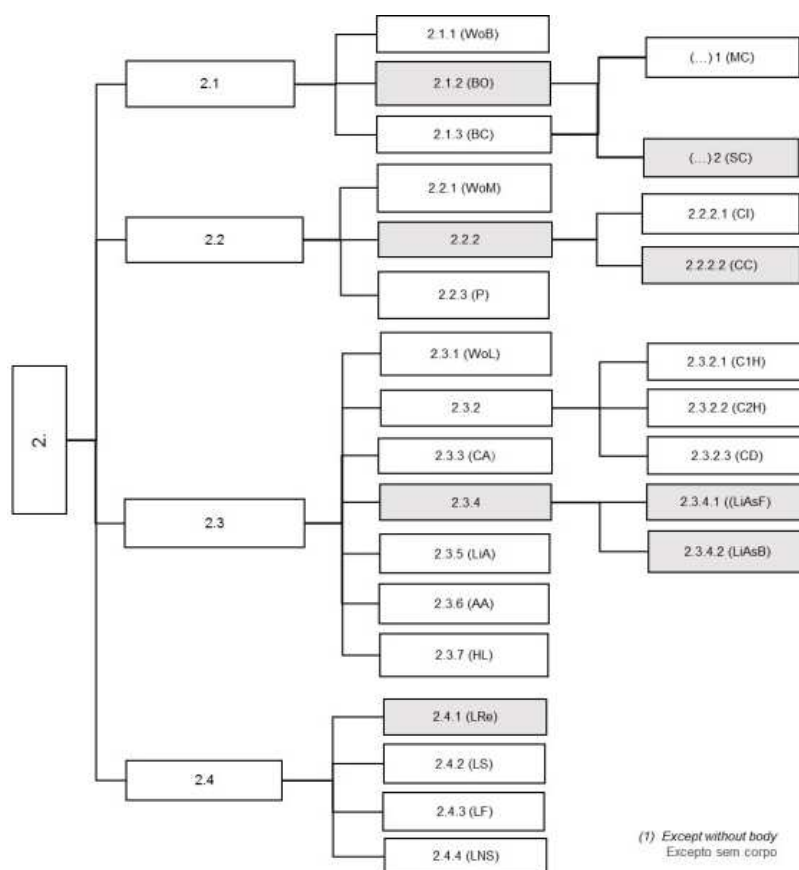 2.
2.1
2.1.1 (WoB)
2.1.2 (BO)
2.1.3 (BC)
(...) 1 (MC)
(...) 2 (SC)
2.2
2.2.1 (WoM)
2.2.2
2.2.3 (P)
2.2.2.1 (CI)
2.2.2.2 (CC)
2.3
2.3.1 (WoL)
2.3.2
2.3.3 (CA)
2.3.4
2.3.5 (LiA)
2.3.6 (AA)
2.3.7 (HL)
2.3.2.1 (C1H)
2.3.2.2 (C2H)
2.3.2.3 (CD)
2.3.4.1 ((LiAsF)
2.3.4.2 (LiAsB)
2.4
2.4.1 (LRe)
2.4.2 (LS)
2.4.3 (LF)
2.4.4 (LNS)
(1) Except without body
Excepto sem corpo